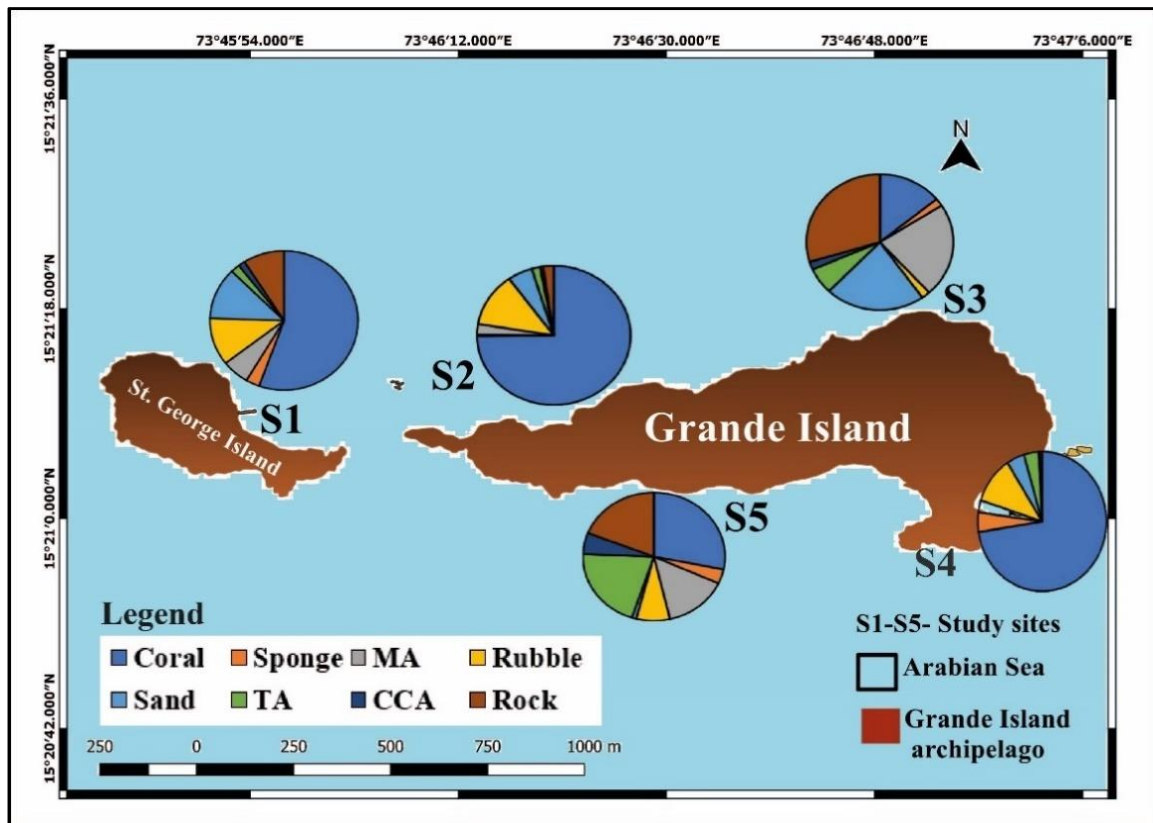 73°45′54.000″E 73°46′12.000″E 73°46′30.000″E 73°46′48.000″E 73°47′6.000″E
15°21′36.000″N
15°21′18.000″N
15°21′0.000″N
15°20′42.000″N
N
S3
S2
S1
St. George Island
Grande Island
S5
S4
Legend
Coral Sponge MA Rubble
Sand TA CCA Rock
250 0 250 500 750 1000 m
S1-S5- Study sites
Arabian Sea
Grande Island
archipelago